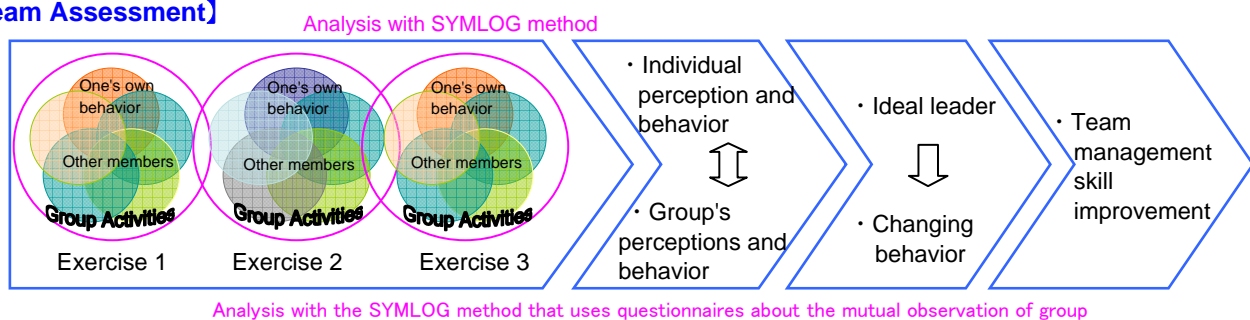 eam Assessment】
Analysis with SYMLOG method
One's own
behavior
Other members
Group Activities
Exercise 1
One's own
behavior
Other members
Group Activities
Exercise 2
One's own
behavior
Other members
Group Activities
Exercise 3
・Individual
perception and
behavior
・Group's
perceptions and
behavior
・Ideal leader
・Changing
behavior
・Team
management
skill
improvement
Analysis with the SYMLOG method that uses questionnaires about the mutual observation of group